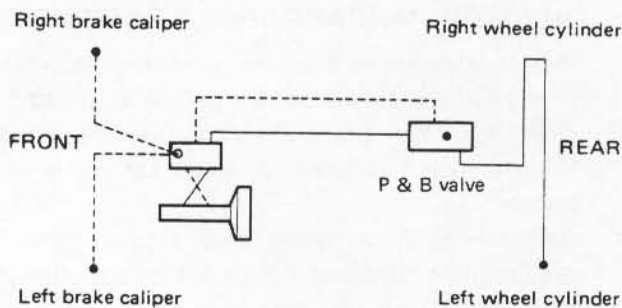 Right brake caliper
Right wheel cylinder
FRONT
REAR
P & B valve
Left brake caliper
Left wheel cylinder